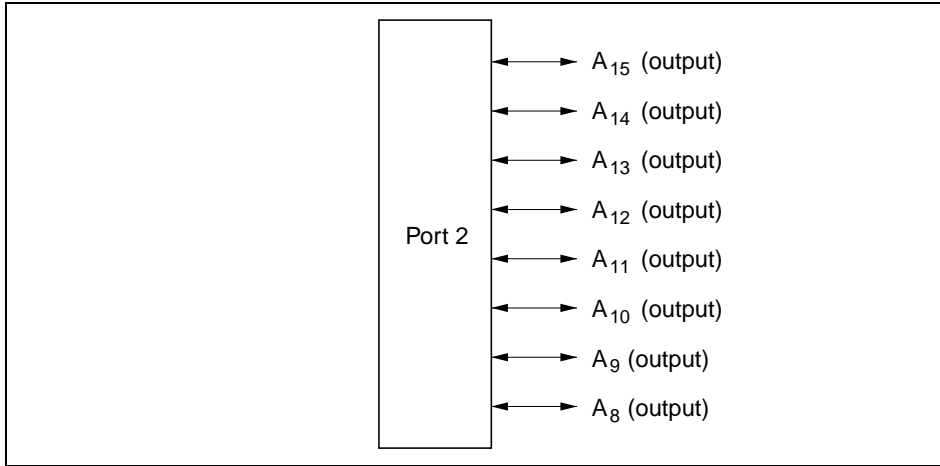 A15 (output)
A14 (output)
A13 (output)
A12 (output)
Port 2
A11 (output)
A10 (output)
A9 (output)
A8 (output)